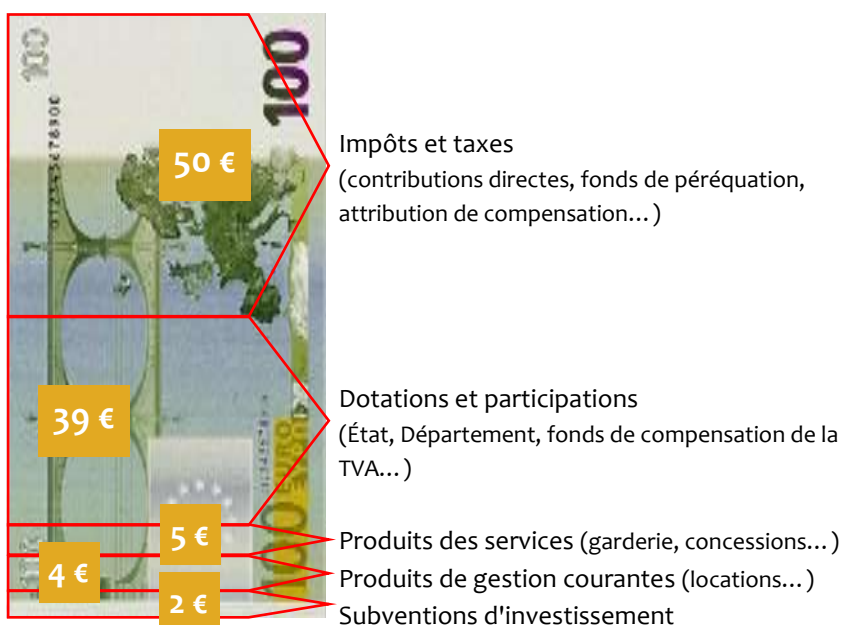 100
100
50 €
Impôts et taxes
(contributions directes, fonds de péréquation,
attribution de compensation…)
39 €
Dotations et participations
(État, Département, fonds de compensation de la
TVA…)
5 €
Produits des services (garderie, concessions…)
4 €
Produits de gestion courantes (locations…)
2 €
Subventions d'investissement
100 EURO